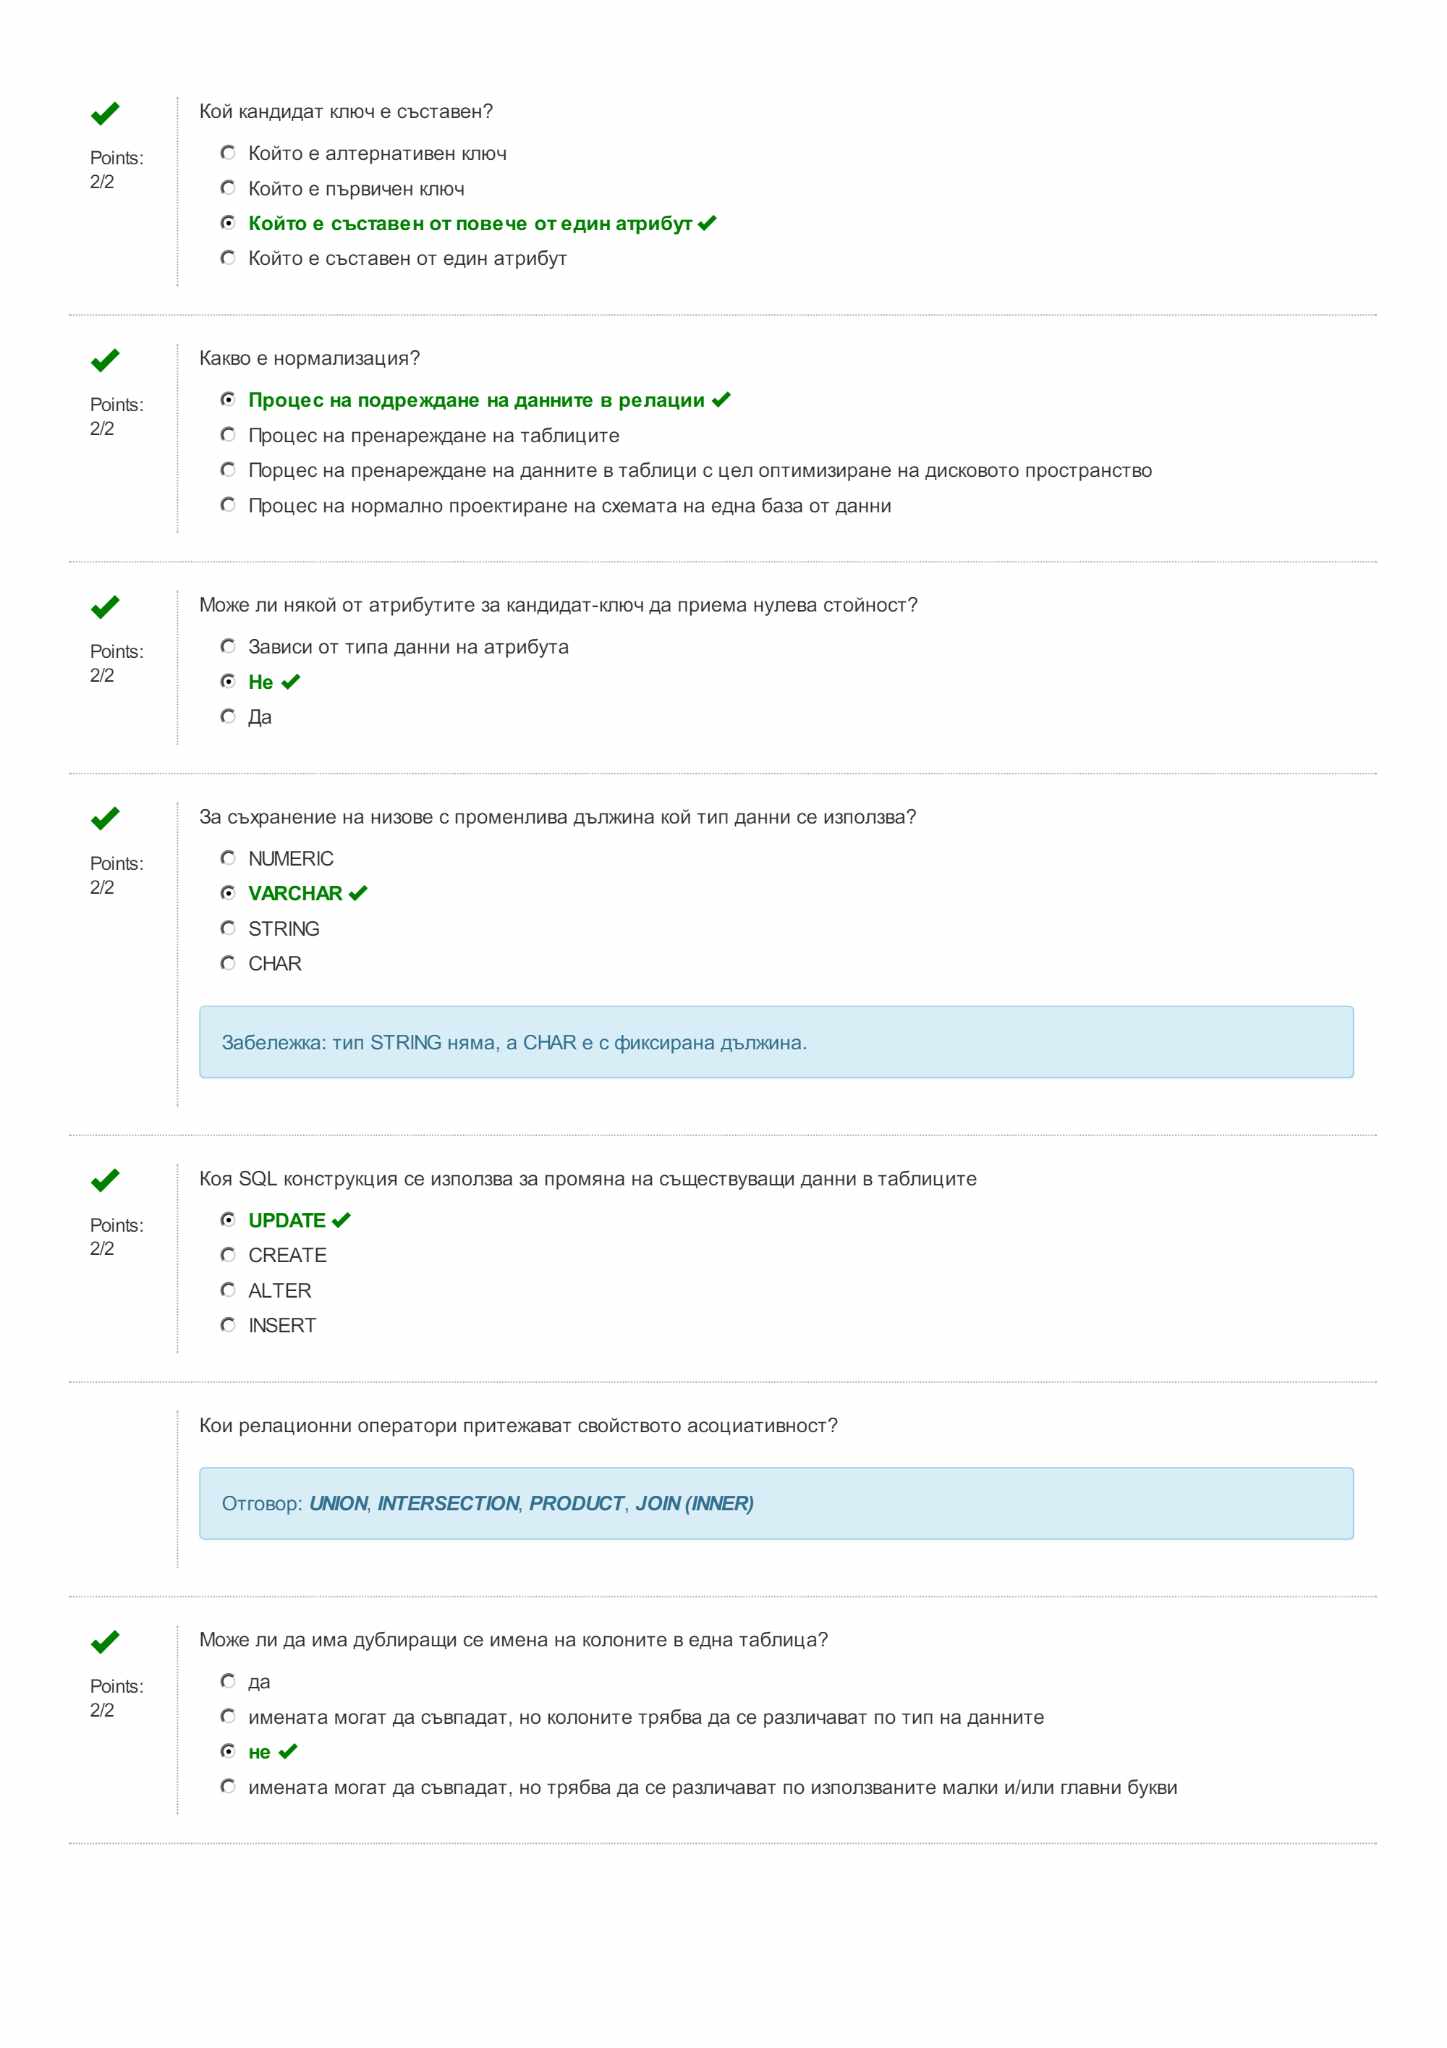 Кой кандидат ключ е съставен?
Points:
2/2
Който е алтернативен ключ
Който е първичен ключ
Който е съставен от повече от един атрибут
Който е съставен от един атрибут
Какво е нормализация?
Points:
2/2
Процес на подреждане на данните в релации
Процес на пренареждане на таблиците
Порцес на пренареждане на данните в таблици с цел оптимизиране на дисковото пространство
Процес на нормално проектиране на схемата на една база от данни
Може ли някой от атрибутите за кандидат-ключ да приема нулева стойност?
Points:
2/2
Зависи от типа данни на атрибута
Не
Да
За съхранение на низове с променлива дължина кой тип данни се използва?
Points:
2/2
NUMERIC
VARCHAR
STRING
CHAR
Забележка: тип STRING няма, а CHAR е с фиксирана дължина.
Коя SQL конструкция се използва за промяна на съществуващи данни в таблиците
Points:
2/2
UPDATE
CREATE
ALTER
INSERT
Кои релационни оператори притежават свойството асоциативност?
Отговор: UNION, INTERSECTION, PRODUCT, JOIN (INNER)
Може ли да има дублиращи се имена на колоните в една таблица?
Points:
2/2
да
имената могат да съвпадат, но колоните трябва да се различават по тип на данните
не
имената могат да съвпадат, но трябва да се различават по използваните малки и/или главни букви